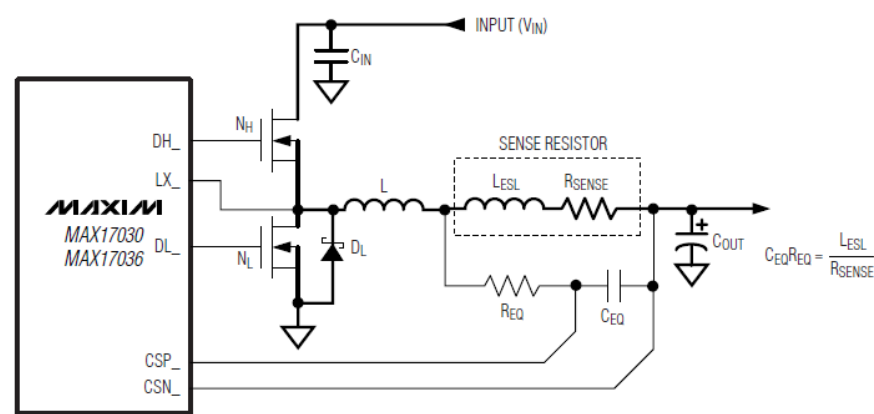 INPUT (VIN)
CIN
NH
DH_
LX_
MAXIM
MAX17030
MAX17036
DL_
NL
DL
L
SENSE RESISTOR
LESL
RSENSE
COUT
+
CEQREQ = LESL / RSENSE
REQ
CEQ
CSP_
CSN_